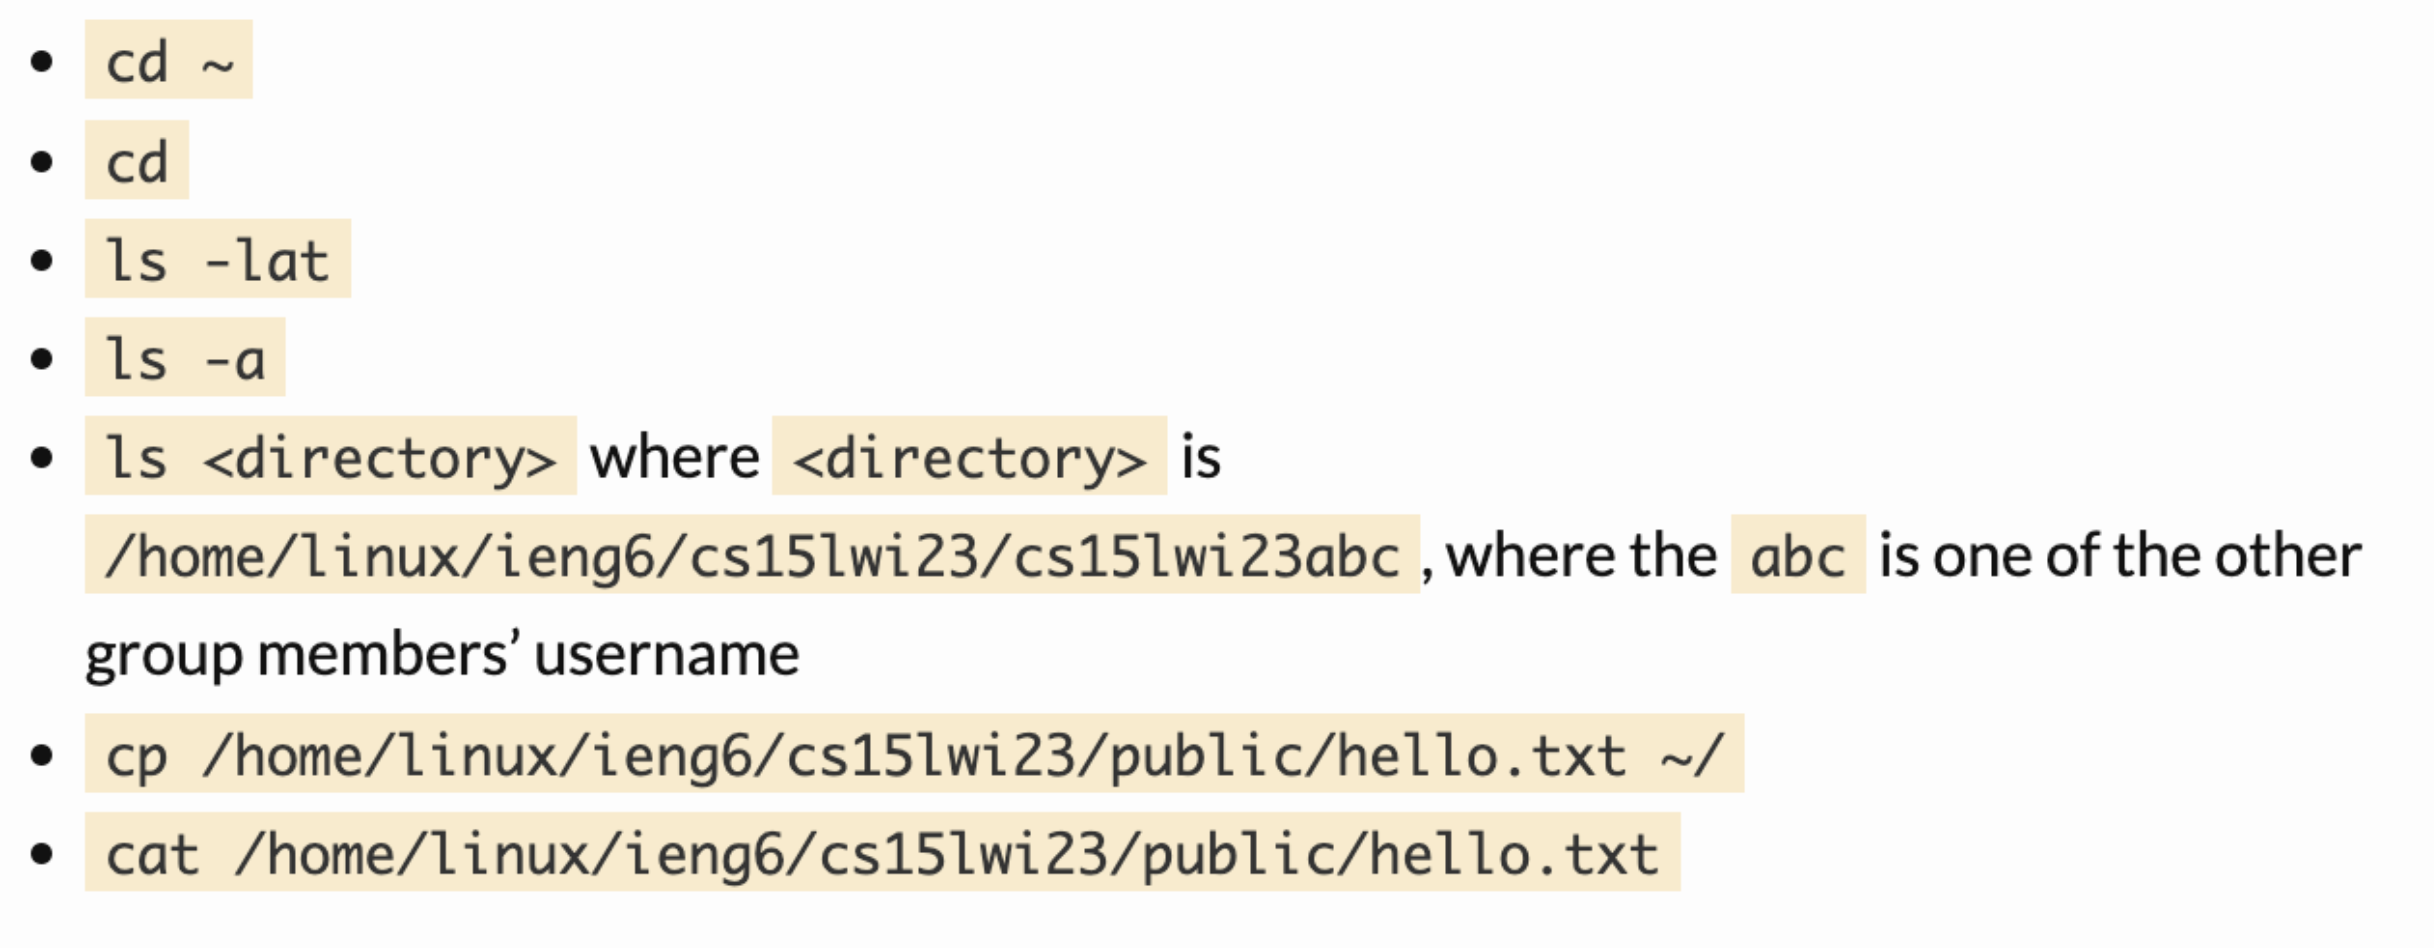 • cd ~
• cd
• ls -lat
• ls -a
• ls <directory> where <directory> is
/home/linux/ieng6/cs15lwi23/cs15lwi23abc, where the abc is one of the other
group members’ username
• cp /home/linux/ieng6/cs15lwi23/public/hello.txt ~/
• cat /home/linux/ieng6/cs15lwi23/public/hello.txt